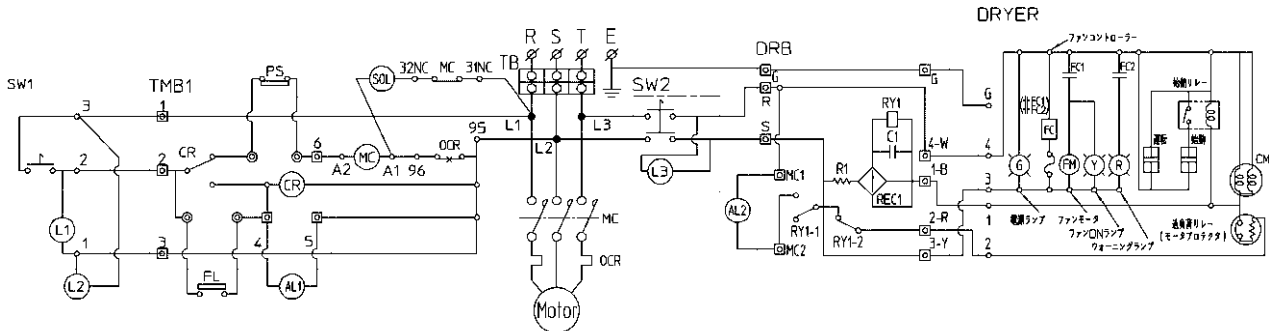 DRYER
R S T E
TB
SW1
TMB1
PS
SOL
32NC
MC
31NC
SW2
DRB
G
R
S
G
RY1
C1
R1
REC1
ファンコントローラー
FC1
FC2
FC
始動リレー
運転
始動
CM
G
4
3
1
2
4-W
1-B
2-R
3-Y
G
FM
Y
R
電源ランプ
ファンモータ
ファンONランプ
ウォーニングランプ
過負荷リレー
(モータプロテクタ)
3
1
2
2
1
3
CR
6
A2
MC
A1
96
OCR
95
L1
L2
L3
CR
L3
L1
L2
FL
4
5
AL1
MC
OCR
Motor
MC1
AL2
MC2
RY1-1
RY1-2